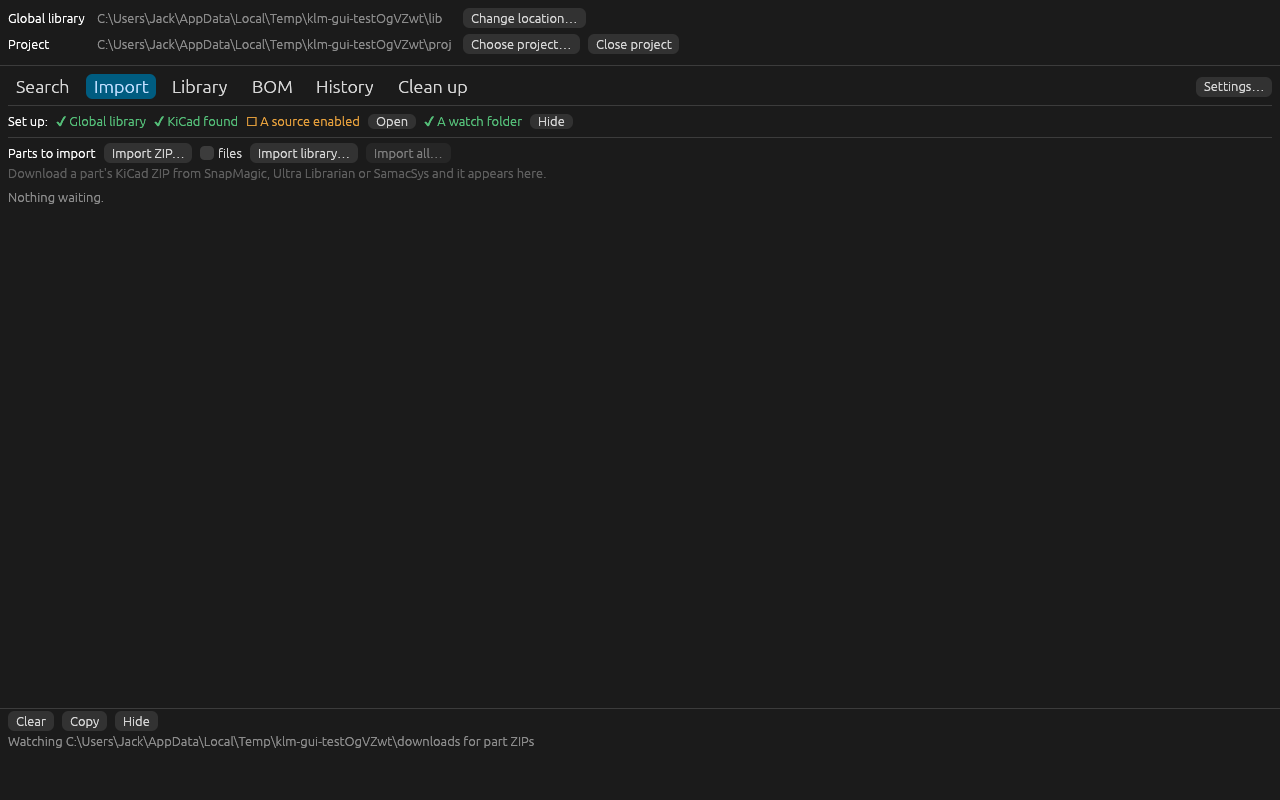 Global library C:\Users\Jack\AppData\Local\Temp\klm-gui-testOgVZwt\lib Change location…
Project C:\Users\Jack\AppData\Local\Temp\klm-gui-testOgVZwt\proj Choose project… Close project
Search Import Library BOM History Clean up Settings…
Set up: ✔ Global library ✔ KiCad found ☐ A source enabled Open ✔ A watch folder Hide
Parts to import Import ZIP… files Import library… Import all…
Download a part's KiCad ZIP from SnapMagic, Ultra Librarian or SamacSys and it appears here.
Nothing waiting.
Clear Copy Hide
Watching C:\Users\Jack\AppData\Local\Temp\klm-gui-testOgVZwt\downloads for part ZIPs